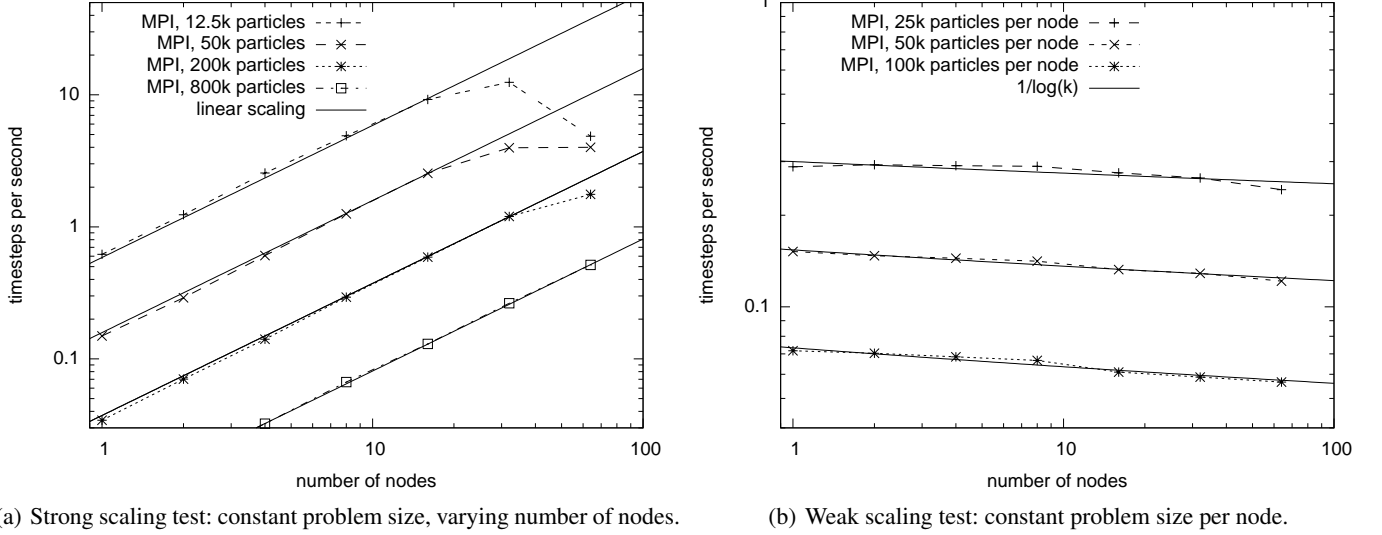 MPI, 12.5k particles
MPI, 50k particles
MPI, 200k particles
MPI, 800k particles
linear scaling
10
1
0.1
timesteps per second
1
10
100
number of nodes
(a) Strong scaling test: constant problem size, varying number of nodes.
1
MPI, 25k particles per node
MPI, 50k particles per node
MPI, 100k particles per node
1/log(k)
0.1
timesteps per second
1
10
100
number of nodes
(b) Weak scaling test: constant problem size per node.